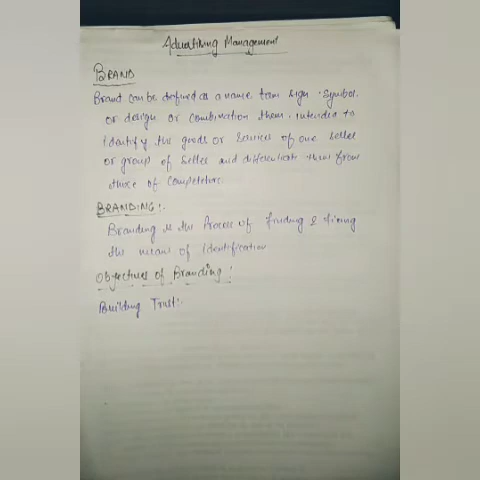 Advertising Management
BRAND
Brand can be defined as a name, term sign, symbol,
or design or combination them. intended to
Identify the goods or services of one seller
or group of seller and differentiate them from
those of competetors.
BRANDING:-
Branding is the Process of finding & fixing
the means of identification
Objectives of Branding:
Building Trust:-